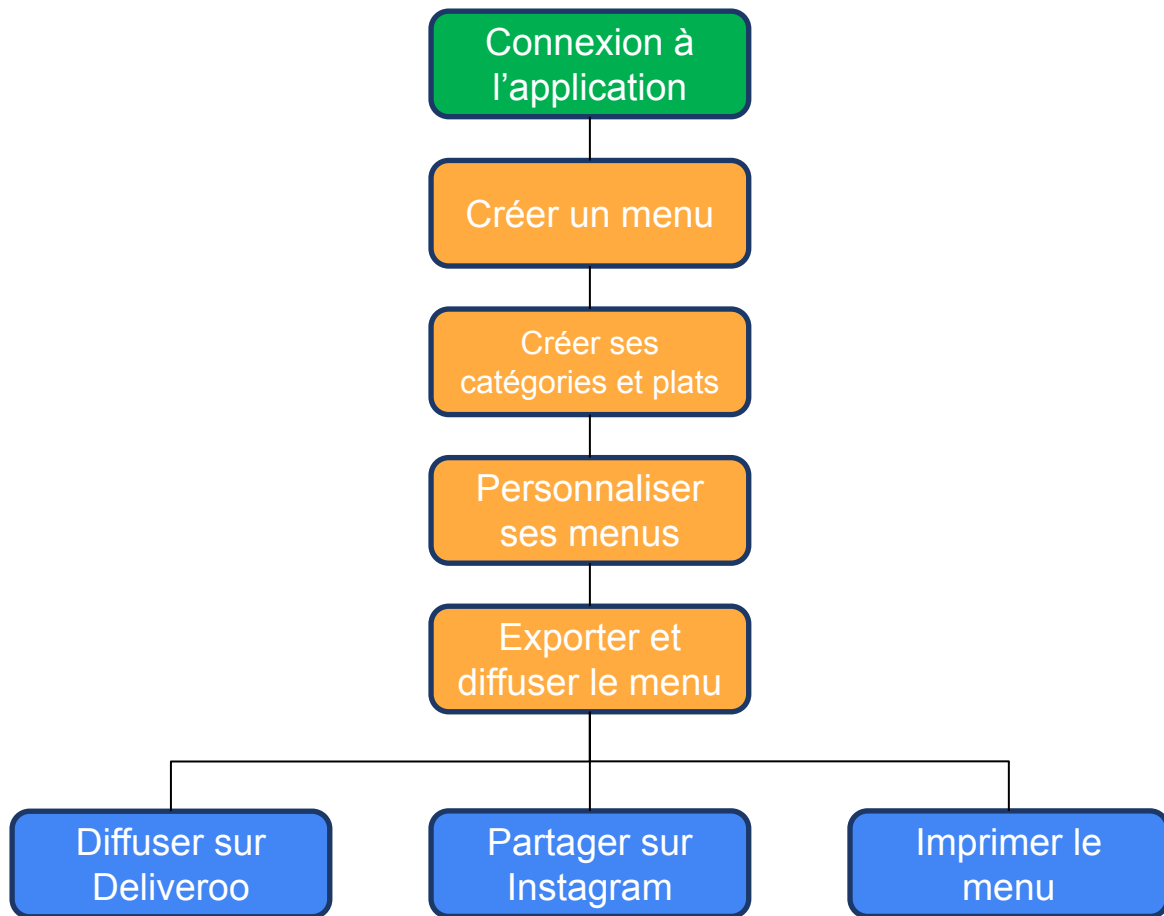 Connexion à
l’application
Créer un menu
Créer ses
catégories et plats
Personnaliser
ses menus
Exporter et
diffuser le menu
Diffuser sur
Deliveroo
Partager sur
Instagram
Imprimer le
menu